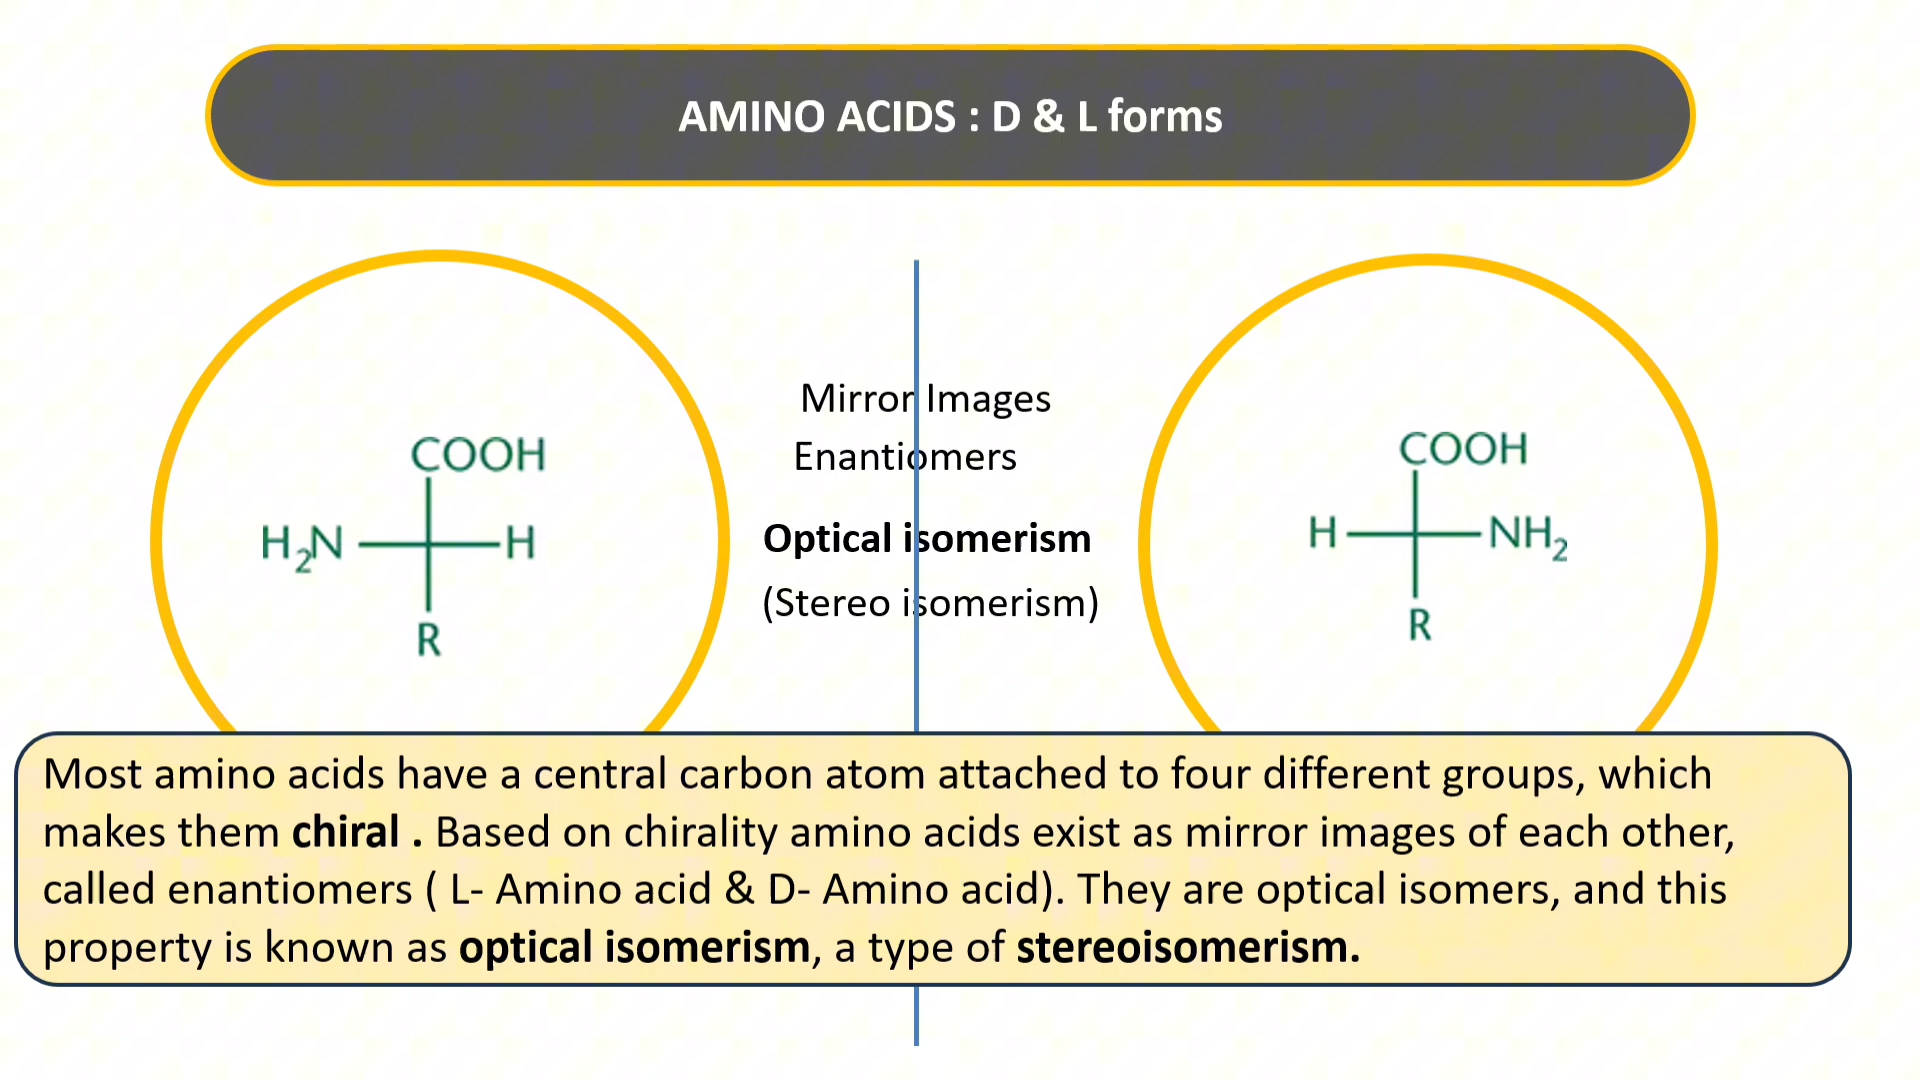 AMINO ACIDS : D & L forms
Mirror Images
Enantiomers
Optical isomerism
(Stereo isomerism)
COOH
H₂N H
R
COOH
H NH₂
R
Most amino acids have a central carbon atom attached to four different groups, which
makes them chiral . Based on chirality amino acids exist as mirror images of each other,
called enantiomers ( L- Amino acid & D- Amino acid). They are optical isomers, and this
property is known as optical isomerism, a type of stereoisomerism.